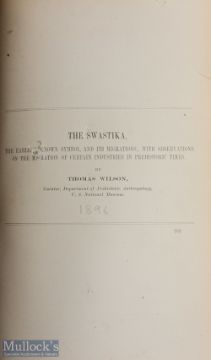 THE SWASTIKA,
THE EARLIEST KNOWN SYMBOL, AND ITS MIGRATIONS; WITH OBSERVATIONS
ON THE MIGRATION OF CERTAIN INDUSTRIES IN PREHISTORIC TIMES.
BY
THOMAS WILSON,
Curator, Department of Prehistoric Anthropology,
U. S. National Museum.
1896
Mullock's